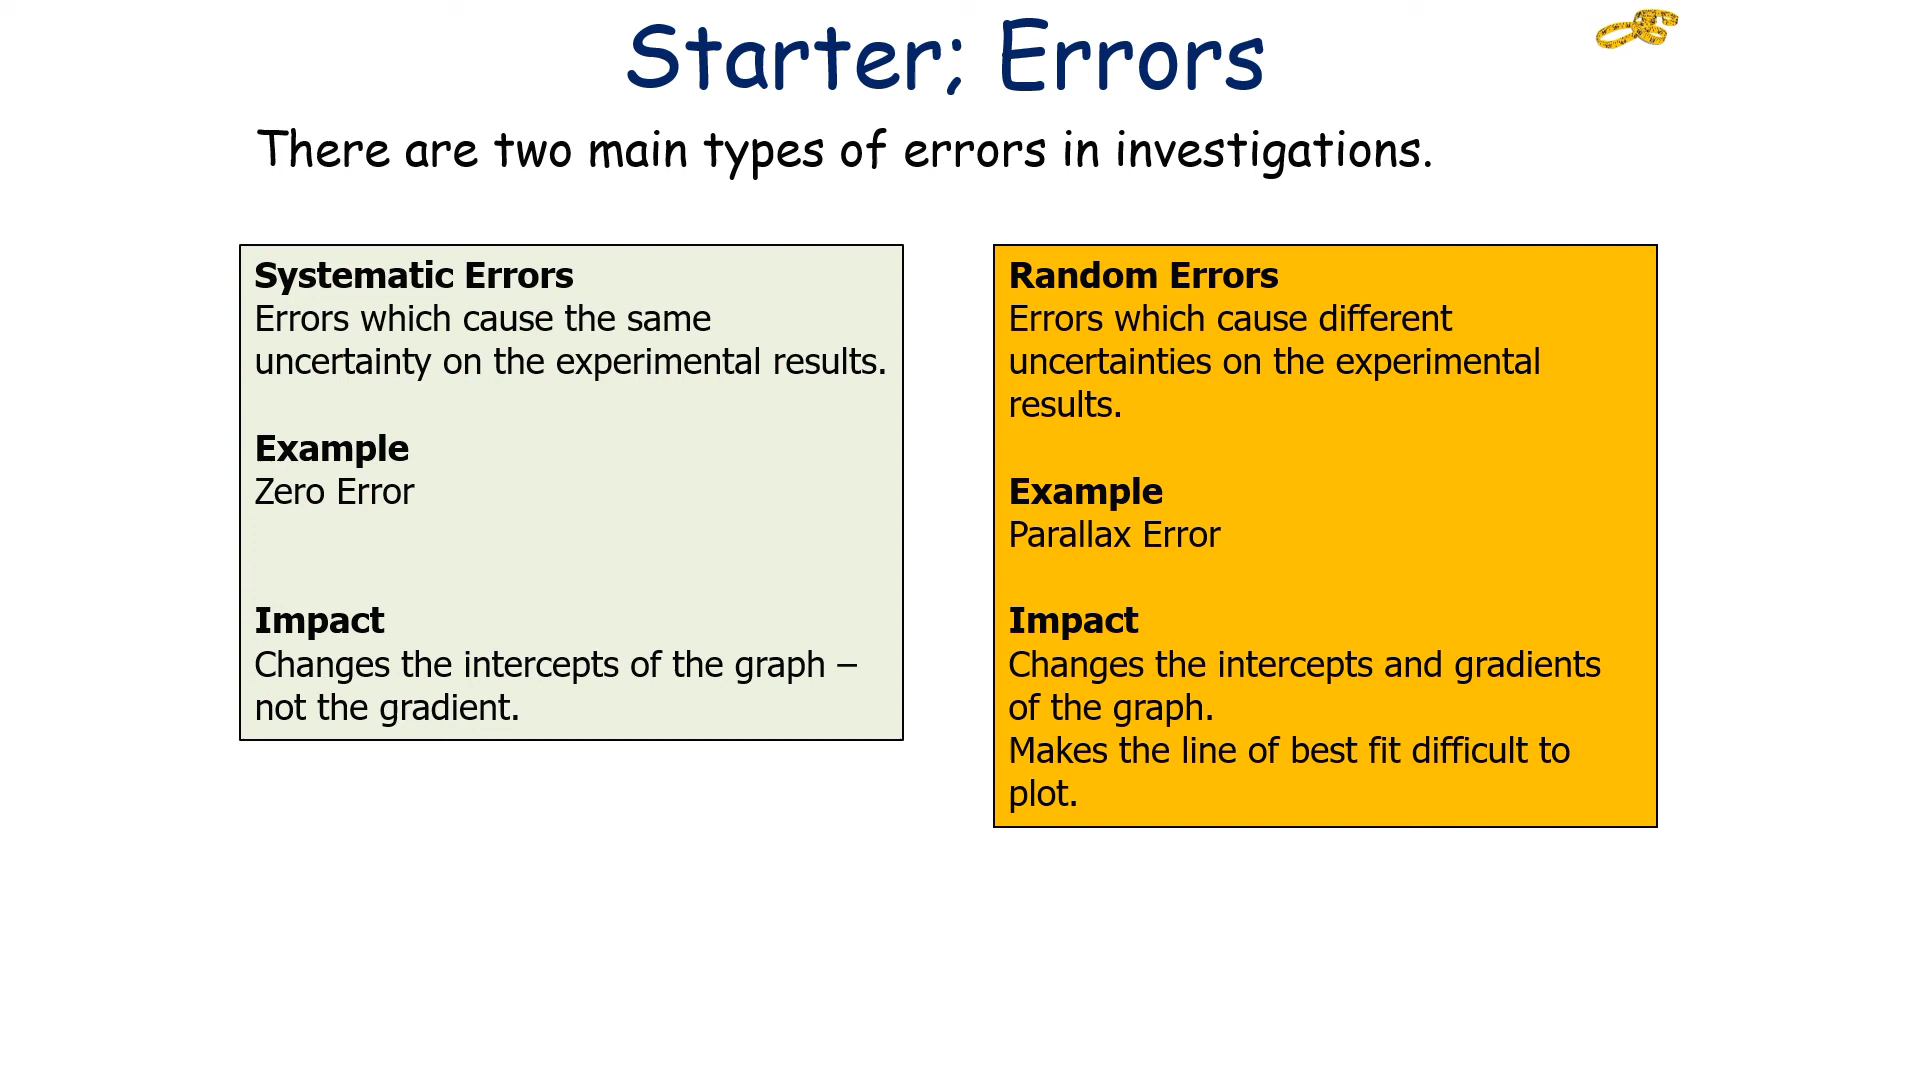 Starter; Errors
There are two main types of errors in investigations.
Systematic Errors
Errors which cause the same
uncertainty on the experimental results.
Example
Zero Error
Impact
Changes the intercepts of the graph –
not the gradient.
Random Errors
Errors which cause different
uncertainties on the experimental
results.
Example
Parallax Error
Impact
Changes the intercepts and gradients
of the graph.
Makes the line of best fit difficult to
plot.